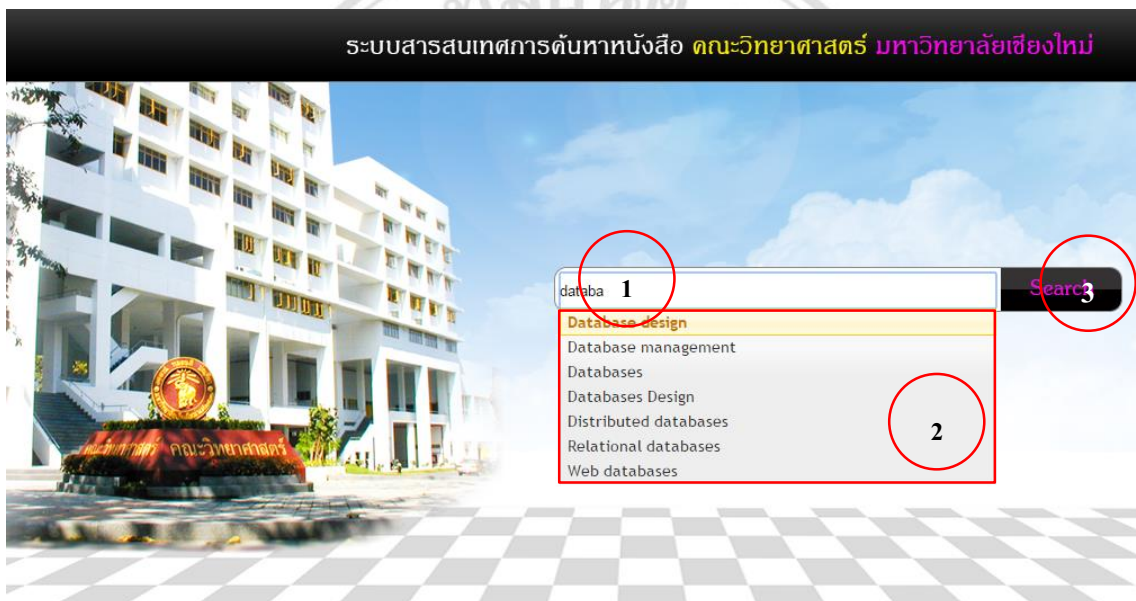 ระบบสารสนเทศการค้นหาหนังสือ คณะวิทยาศาสตร์ มหาวิทยาลัยเชียงใหม่
databa 1
Search 3
Database design
Database management
Databases
Databases Design
Distributed databases
2
Relational databases
Web databases
คณะวิทยาศาสตร์